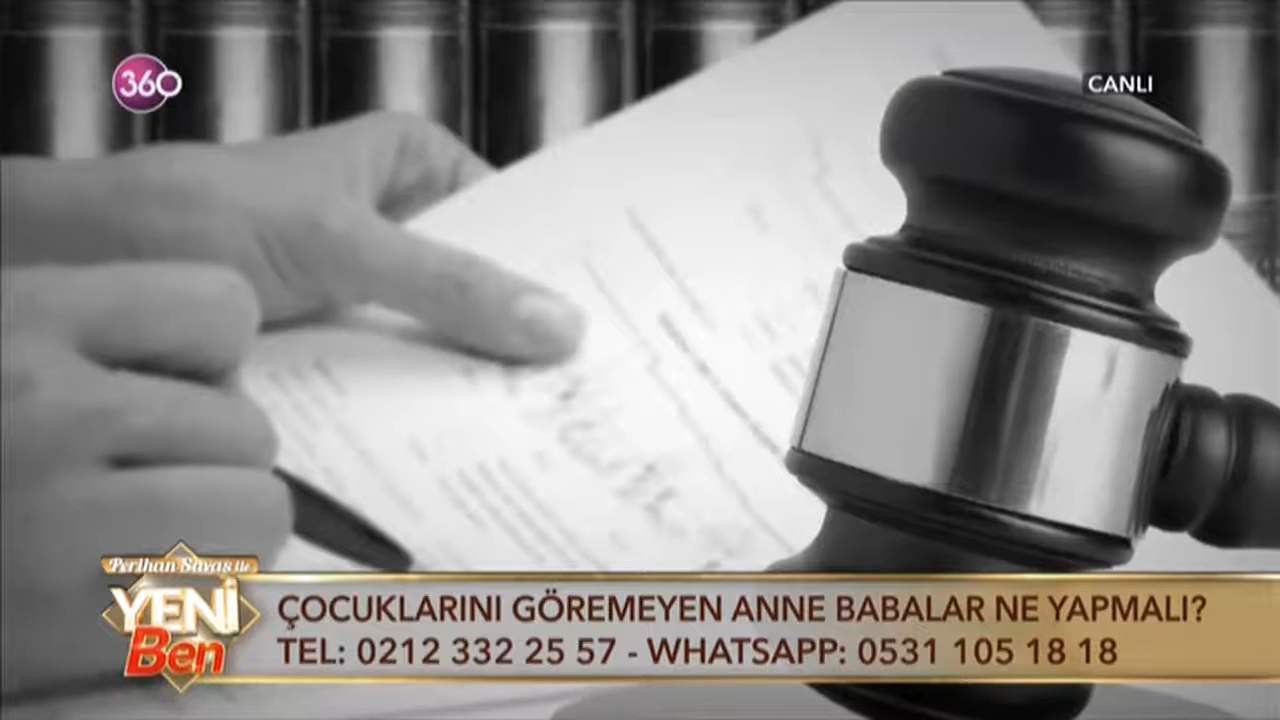 360
CANLI
Perihan Savaş ile
YENİ
Ben
ÇOCUKLARINI GÖREMEYEN ANNE BABALAR NE YAPMALI?
TEL: 0212 332 25 57 - WHATSAPP: 0531 105 18 18